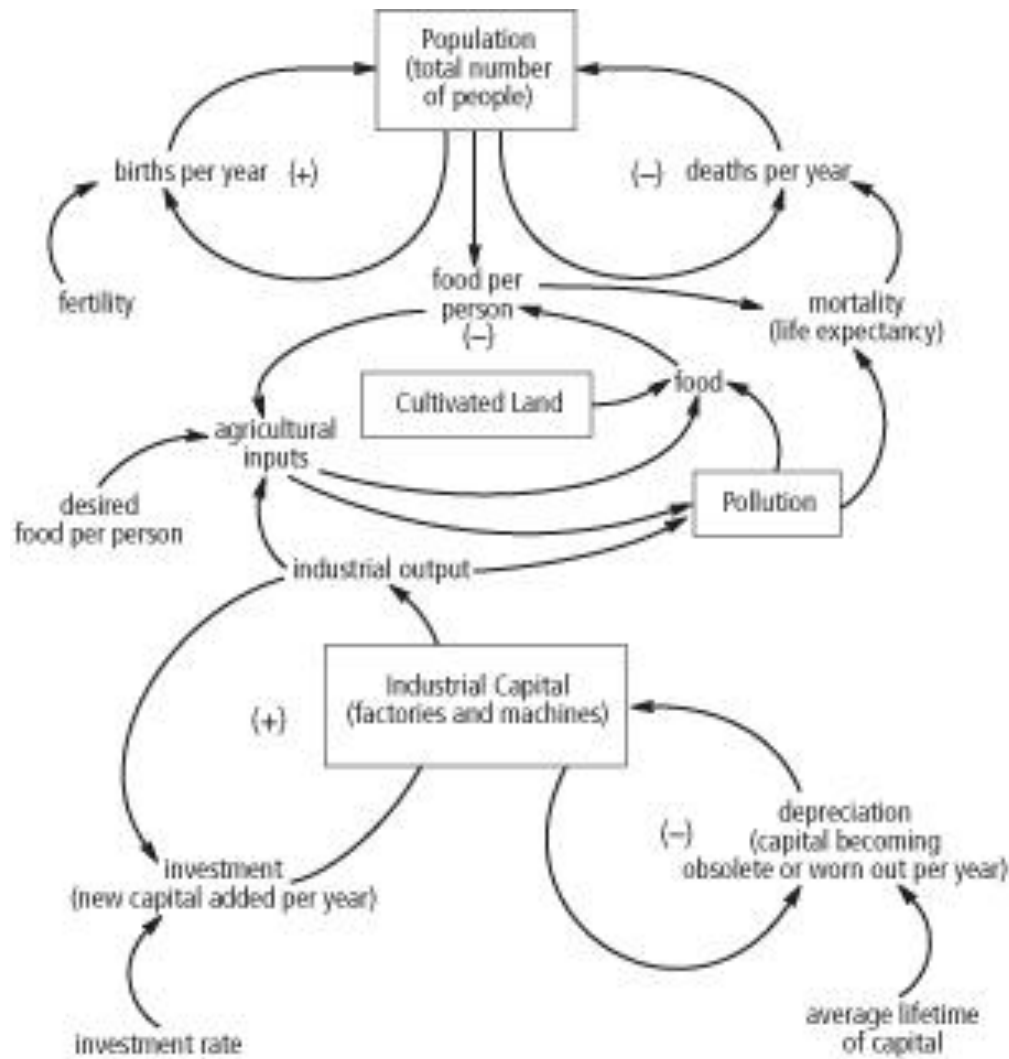 Population
(total number
of people)
births per year
(+)
(−)
deaths per year
fertility
food per
person
(−)
mortality
(life expectancy)
Cultivated Land
food
agricultural
inputs
desired
food per person
Pollution
industrial output
Industrial Capital
(factories and machines)
(+)
depreciation
(capital becoming
obsolete or worn out per year)
(−)
investment
(new capital added per year)
investment rate
average lifetime
of capital